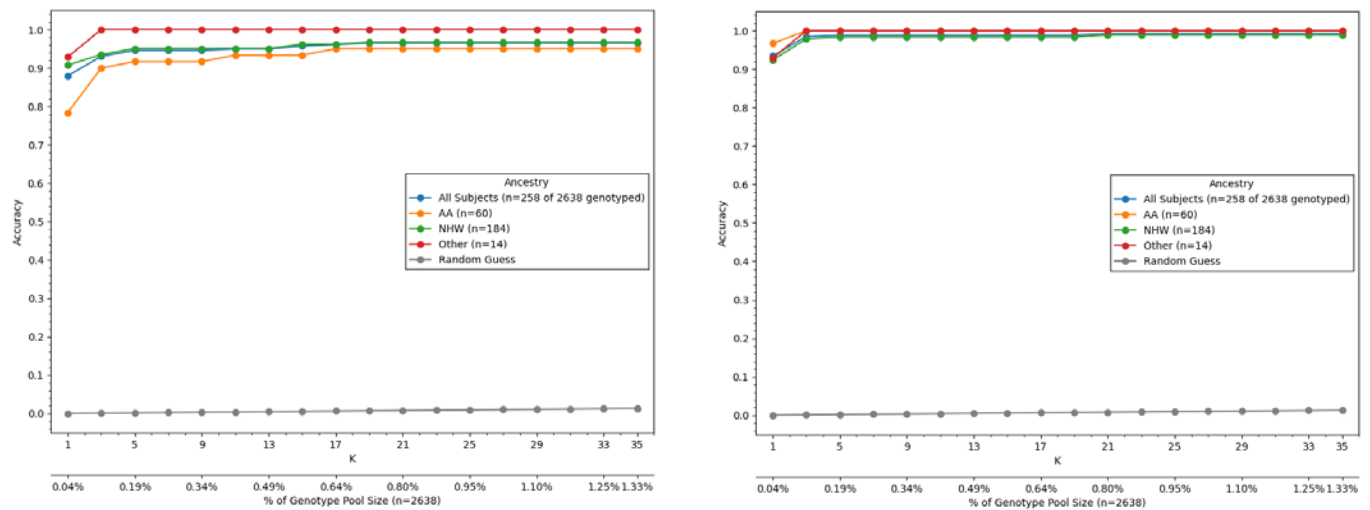 1.0
0.9
0.8
0.7
0.6
0.5
0.4
0.3
0.2
0.1
0.0
Accuracy
Ancestry
All Subjects (n=258 of 2638 genotyped)
AA (n=60)
NHW (n=184)
Other (n=14)
Random Guess
1 5 9 13 17 21 25 29 33 35
K
0.04% 0.19% 0.34% 0.49% 0.64% 0.80% 0.95% 1.10% 1.25% 1.33%
% of Genotype Pool Size (n=2638)
1.0
0.9
0.8
0.7
0.6
0.5
0.4
0.3
0.2
0.1
0.0
Accuracy
Ancestry
All Subjects (n=258 of 2638 genotyped)
AA (n=60)
NHW (n=184)
Other (n=14)
Random Guess
1 5 9 13 17 21 25 29 33 35
K
0.04% 0.19% 0.34% 0.49% 0.64% 0.80% 0.95% 1.10% 1.25% 1.33%
% of Genotype Pool Size (n=2638)